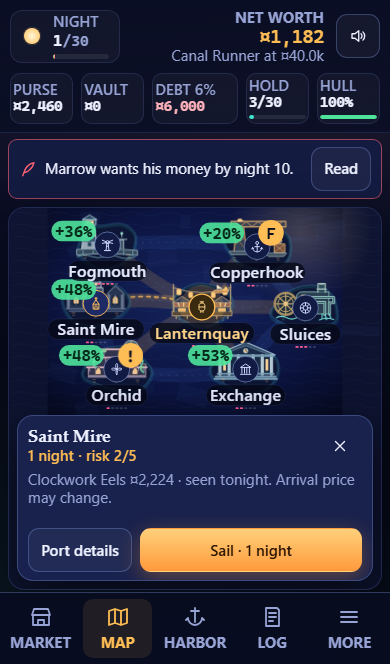 NIGHT
1/30
NET WORTH
¤1,182
Canal Runner at ¤40.0k
PURSE
¤2,460
VAULT
¤0
DEBT 6%
¤6,000
HOLD
3/30
HULL
100%
Marrow wants his money by night 10.
Read
+36%
+20%
F
Fogmouth
Copperhook
+48%
Saint Mire
Lanternquay
Sluices
+48%
!
+53%
Orchid
Exchange
Saint Mire
1 night · risk 2/5
Clockwork Eels ¤2,224 · seen tonight. Arrival price
may change.
Port details
Sail · 1 night
MARKET
MAP
HARBOR
LOG
MORE